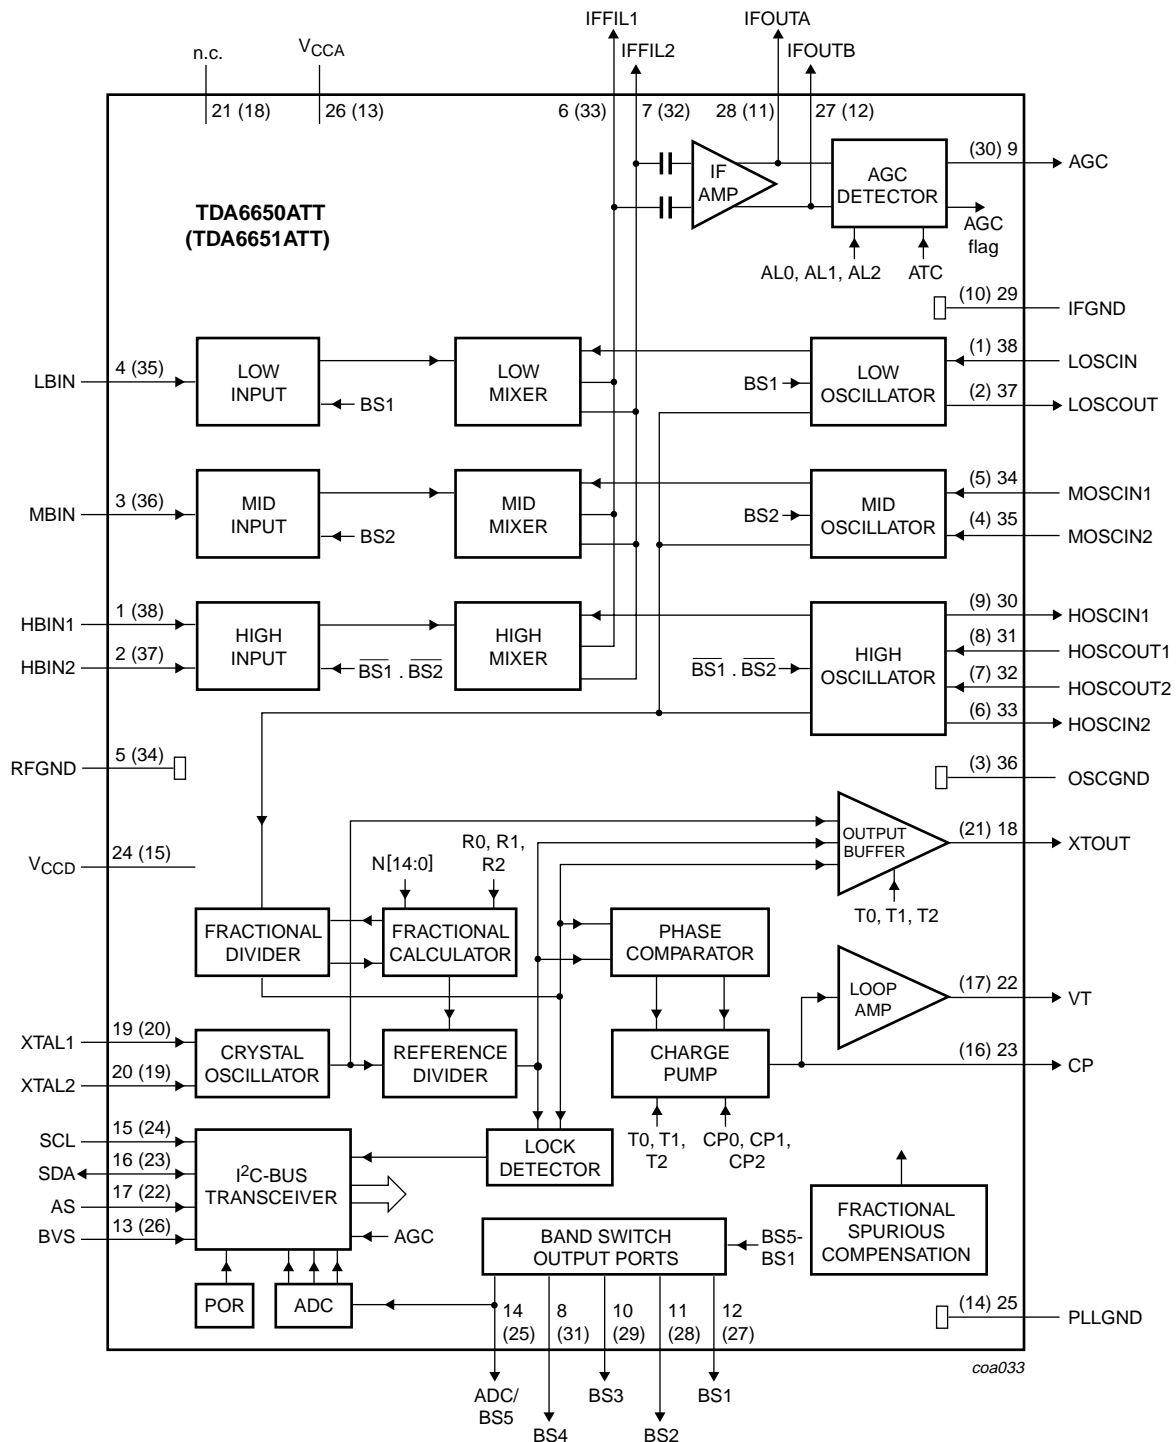 IFFIL1
IFOUTA
n.c.
VCCA
IFFIL2
IFOUTB
21 (18)
26 (13)
6 (33)
7 (32)
28 (11)
27 (12)
IF
AMP
AGC
DETECTOR
(30) 9
AGC
AGC
flag
TDA6650ATT
(TDA6651ATT)
AL0, AL1, AL2
ATC
(10) 29
IFGND
LBIN
4 (35)
LOW
INPUT
BS1
LOW
MIXER
BS1
LOW
OSCILLATOR
(1) 38
LOSCIN
(2) 37
LOSCOUT
MBIN
3 (36)
MID
INPUT
BS2
MID
MIXER
BS2
MID
OSCILLATOR
(5) 34
MOSCIN1
(4) 35
MOSCIN2
HBIN1
1 (38)
HBIN2
2 (37)
HIGH
INPUT
BS1 . BS2
HIGH
MIXER
BS1 . BS2
HIGH
OSCILLATOR
(9) 30
HOSCIN1
(8) 31
HOSCOUT1
(7) 32
HOSCOUT2
(6) 33
HOSCIN2
RFGND
5 (34)
(3) 36
OSCGND
VCCD
24 (15)
N[14:0]
R0, R1,
R2
OUTPUT
BUFFER
(21) 18
XTOUT
T0, T1, T2
FRACTIONAL
DIVIDER
FRACTIONAL
CALCULATOR
PHASE
COMPARATOR
LOOP
AMP
(17) 22
VT
XTAL1
19 (20)
XTAL2
20 (19)
CRYSTAL
OSCILLATOR
REFERENCE
DIVIDER
CHARGE
PUMP
(16) 23
CP
T0, T1,
T2
CP0, CP1,
CP2
SCL
15 (24)
SDA
16 (23)
AS
17 (22)
BVS
13 (26)
I2C-BUS
TRANSCEIVER
LOCK
DETECTOR
AGC
FRACTIONAL
SPURIOUS
COMPENSATION
BAND SWITCH
OUTPUT PORTS
BS5-
BS1
POR
ADC
14
(25)
8
(31)
10
(29)
11
(28)
12
(27)
(14) 25
PLLGND
ADC/
BS5
BS4
BS3
BS2
BS1
coa033